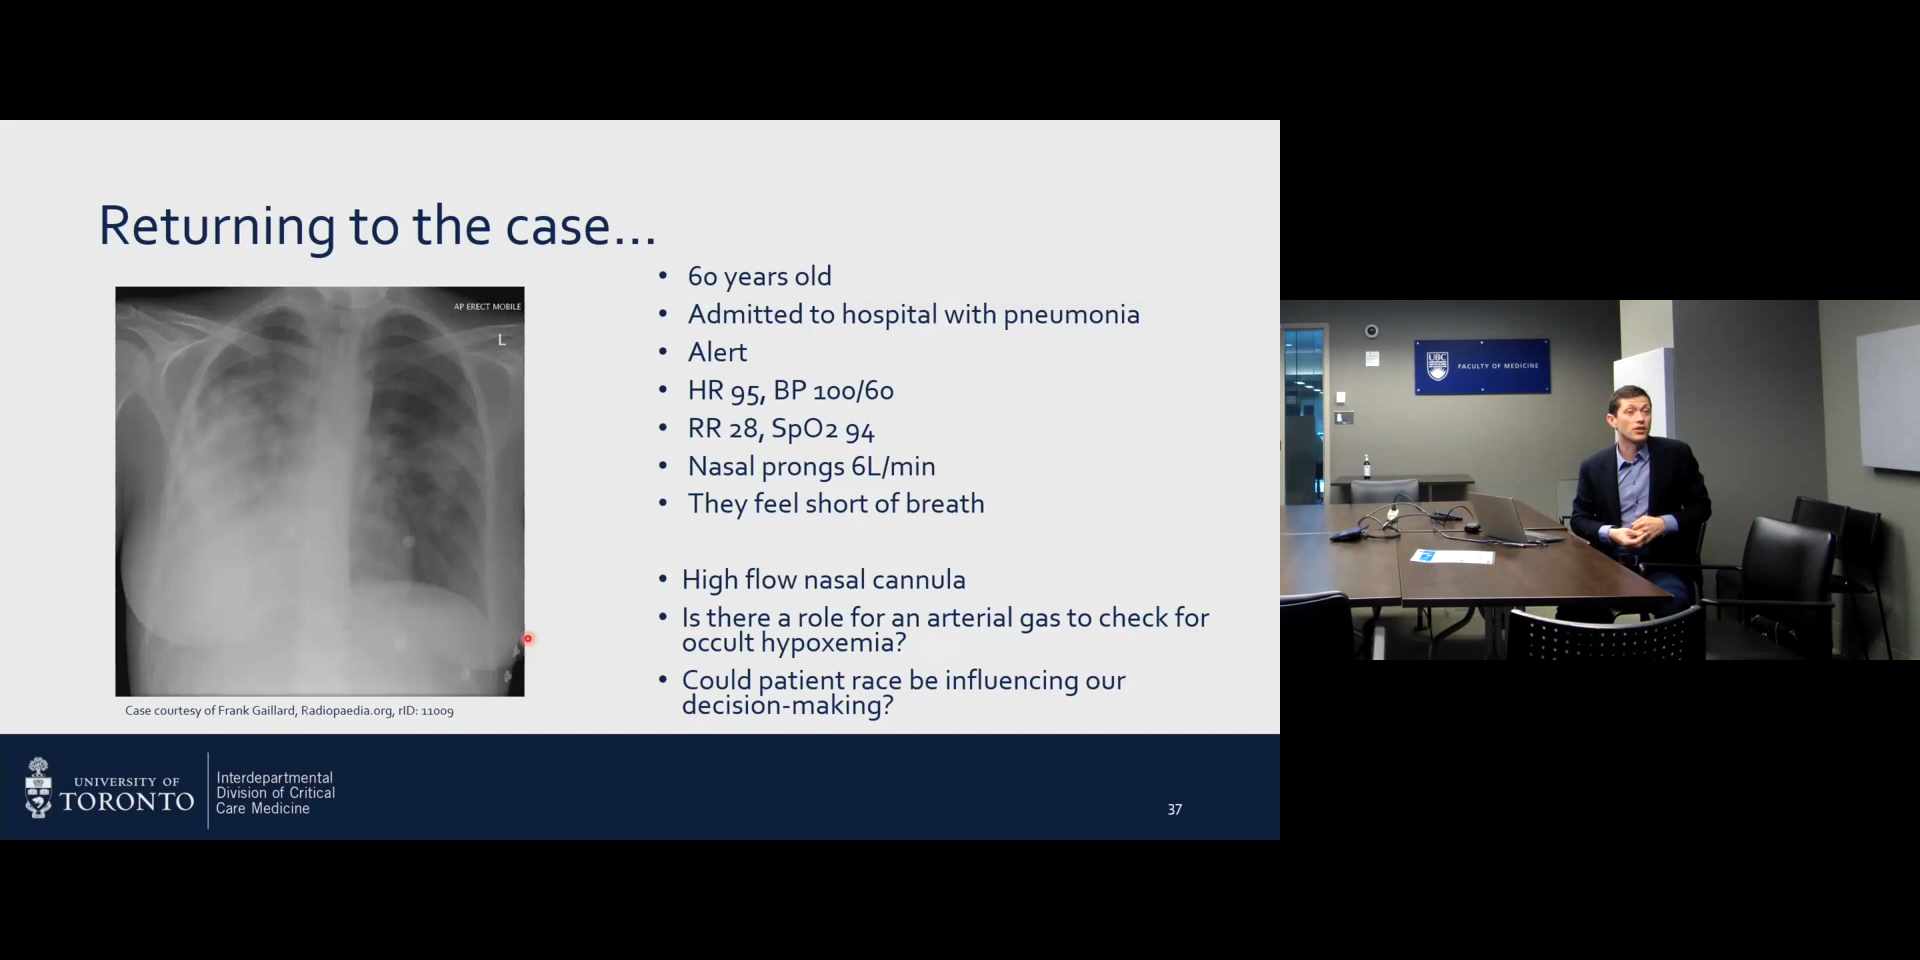 Returning to the case...
AP ERECT MOBILE
L
Case courtesy of Frank Gaillard, Radiopaedia.org, rID: 11009
• 60 years old
• Admitted to hospital with pneumonia
• Alert
• HR 95, BP 100/60
• RR 28, SpO2 94
• Nasal prongs 6L/min
• They feel short of breath
• High flow nasal cannula
• Is there a role for an arterial gas to check for
occult hypoxemia?
• Could patient race be influencing our
decision-making?
UNIVERSITY OF
TORONTO
Interdepartmental
Division of Critical
Care Medicine
37
UBC
FACULTY OF MEDICINE